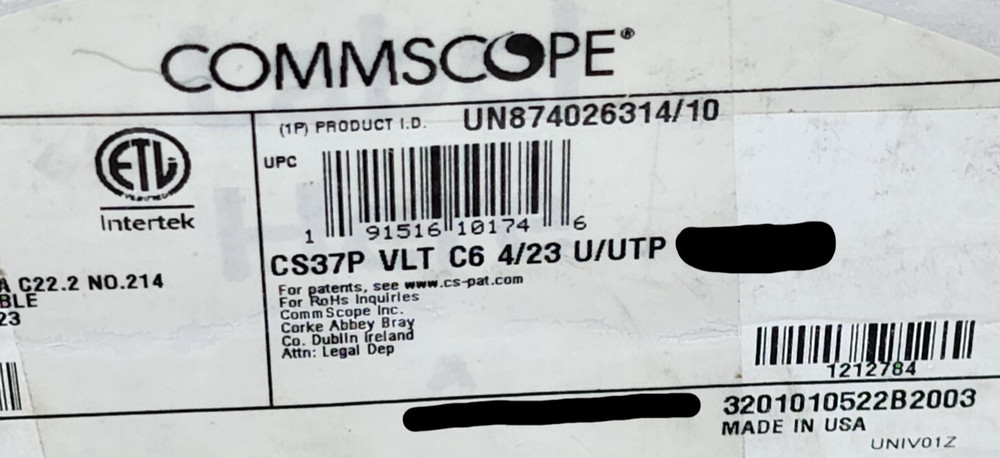 COMMSCOPE®
(1P) PRODUCT I.D. UN874026314/10
UPC
1 91516 10174 6
ETL
Intertek
CS37P VLT C6 4/23 U/UTP
A C22.2 NO.214
BLE
23
For patents, see www.cs-pat.com
For RoHs Inquiries
CommScope Inc.
Corke Abbey Bray
Co. Dublin Ireland
Attn: Legal Dep
1212784
3201010522B2003
MADE IN USA
UNIV01Z